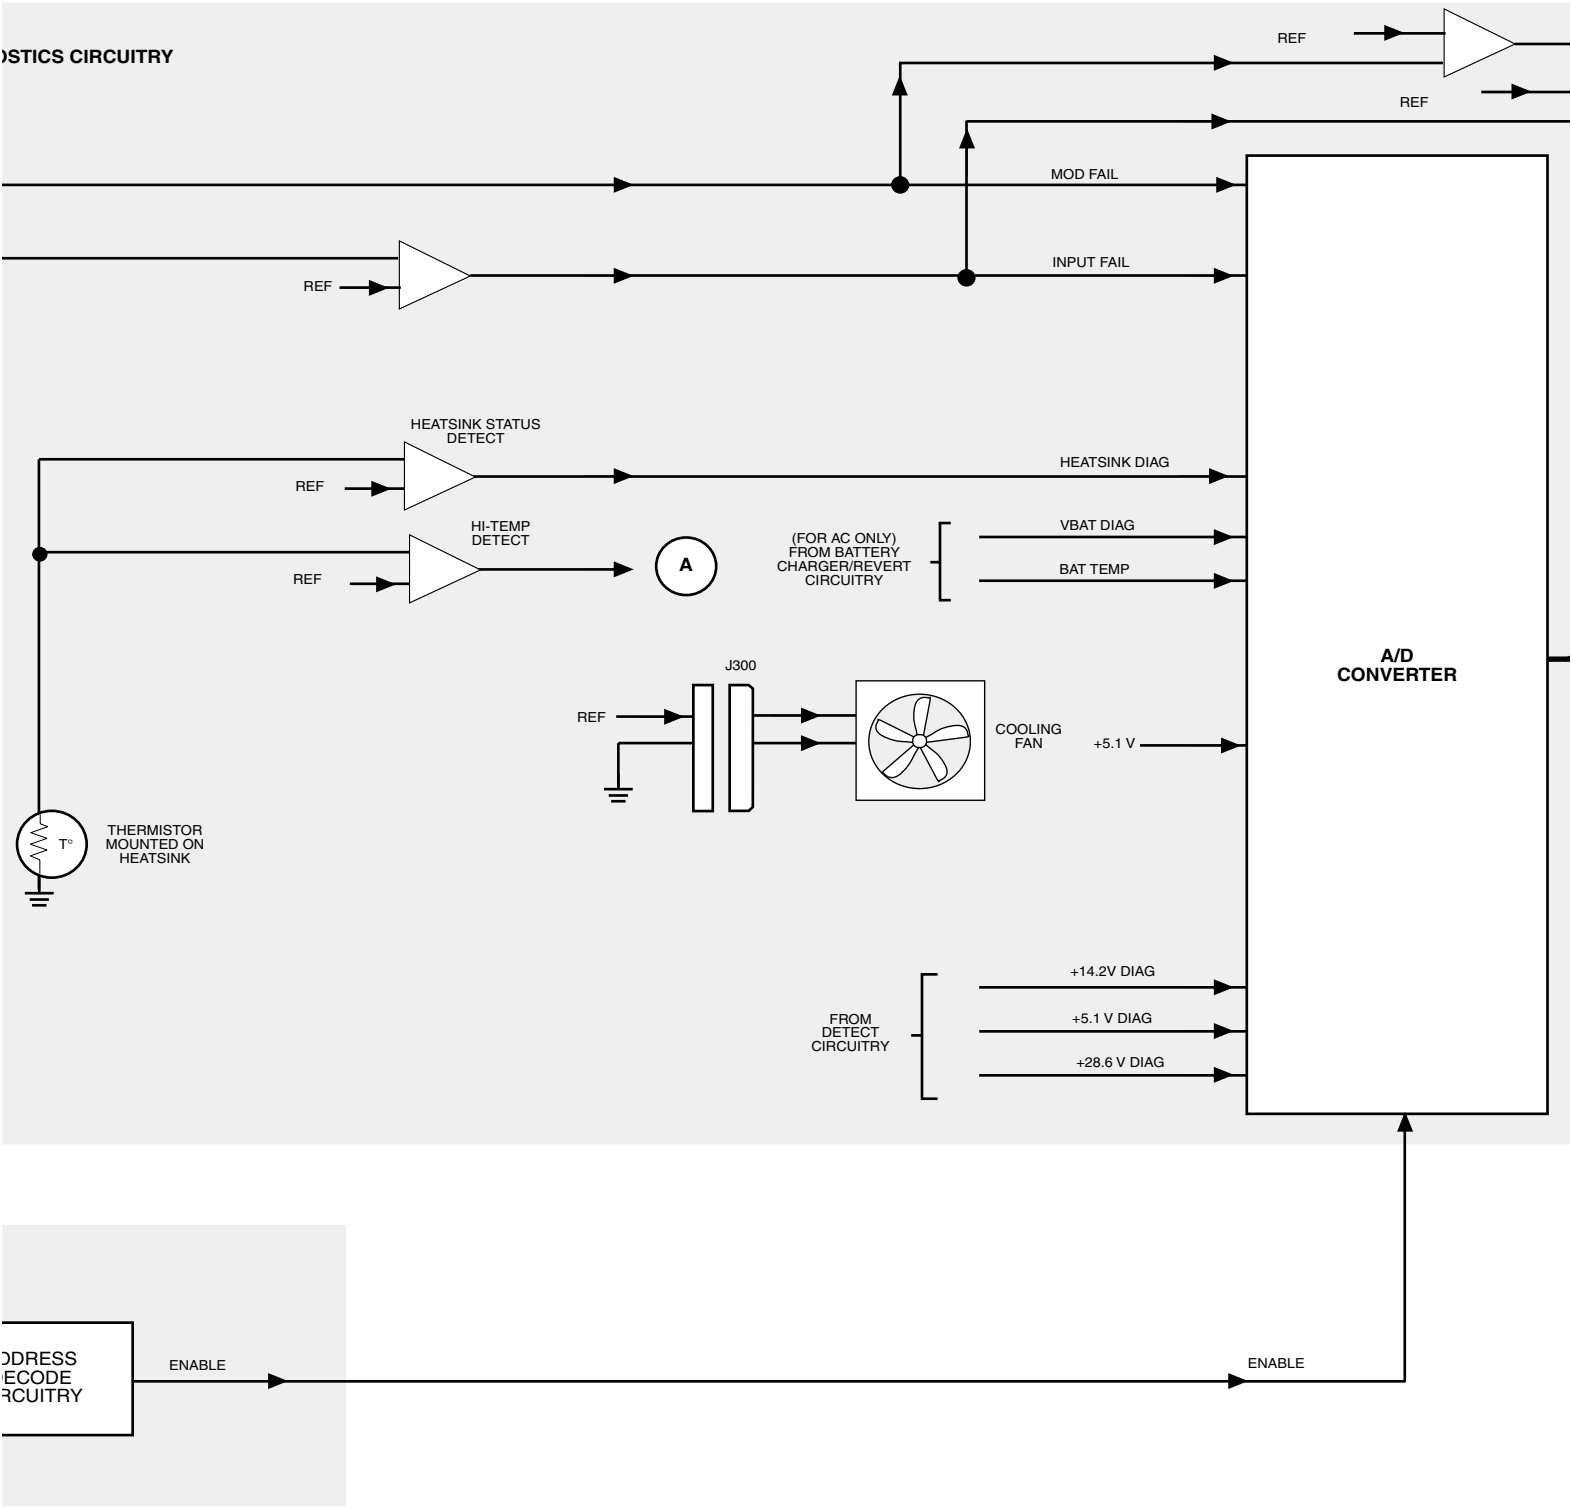 REF
OSTICS CIRCUITRY
REF
MOD FAIL
INPUT FAIL
REF
HEATSINK STATUS
DETECT
HEATSINK DIAG
REF
HI-TEMP
DETECT
VBAT DIAG
(FOR AC ONLY)
FROM BATTERY
CHARGER/REVERT
CIRCUITRY
A
BAT TEMP
REF
A/D
CONVERTER
J300
REF
COOLING
FAN
+5.1 V
T°
THERMISTOR
MOUNTED ON
HEATSINK
+14.2V DIAG
FROM
DETECT
CIRCUITRY
+5.1 V DIAG
+28.6 V DIAG
DDRESS
DECODE
RCUITRY
ENABLE
ENABLE